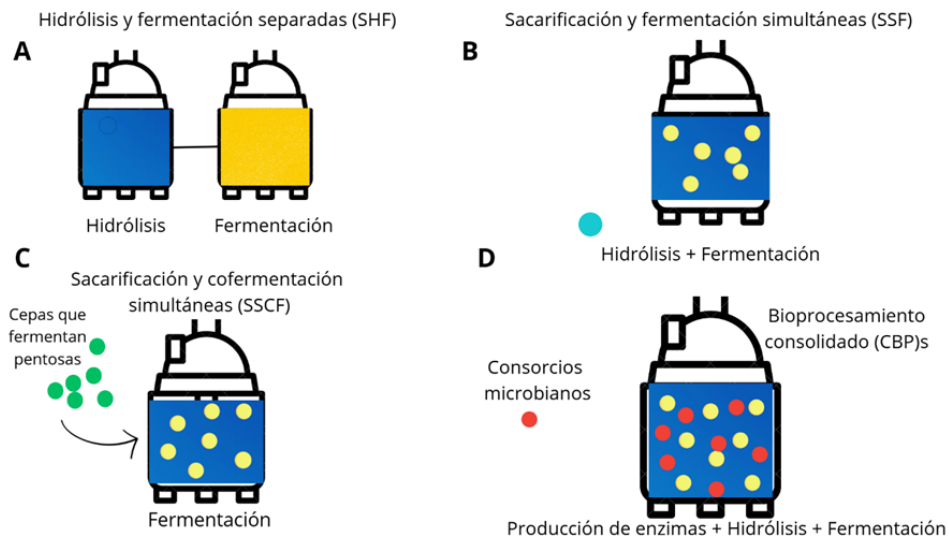 Hidrólisis y fermentación separadas (SHF)
A
Hidrólisis
Fermentación
Sacarificación y fermentación simultáneas (SSF)
B
Hidrólisis + Fermentación
C
Sacarificación y cofermentación
simultáneas (SSCF)
Cepas que
fermentan
pentosas
Fermentación
D
Bioprocesamiento
consolidado (CBP)s
Consorcios
microbianos
Producción de enzimas + Hidrólisis + Fermentación